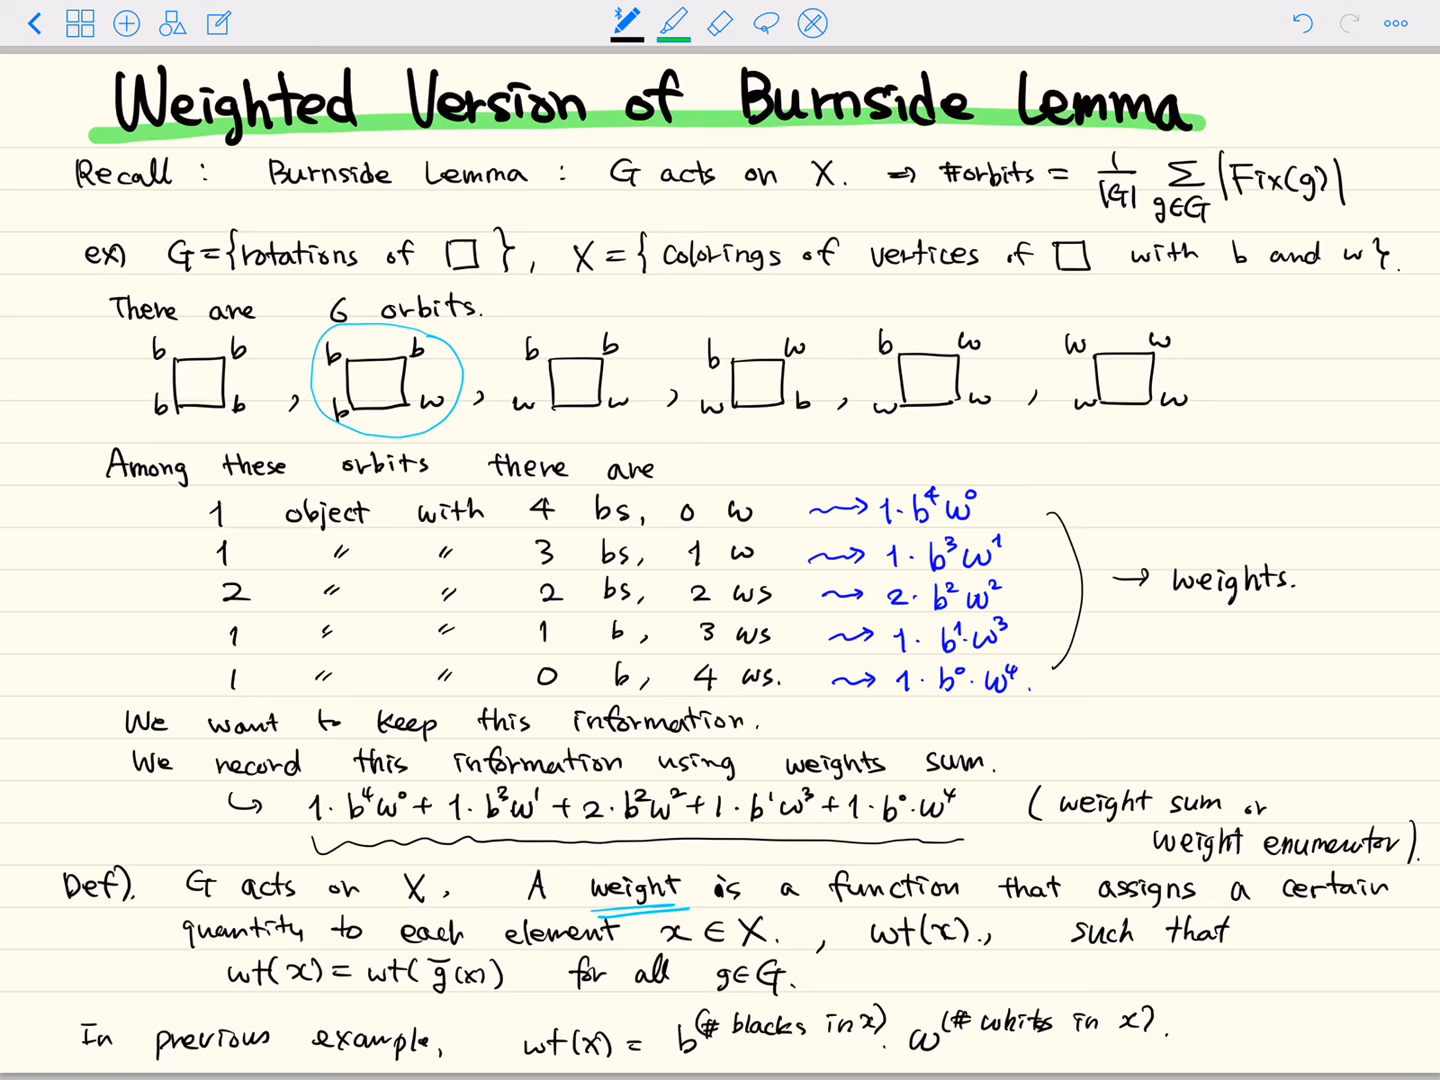 Weighted Version of Burnside Lemma
Recall : Burnside Lemma : G acts on X. ⇒ #orbits = 1/|G| Σ_{g∈G} |Fix(g)|
ex) G={rotations of □}, X={colorings of vertices of □ with b and w}.
There are 6 orbits.
b b b b b b b w b w w w
b b , b w , w w , w b , w w , w w
Among these orbits there are
1 object with 4 bs, 0 w ⇝ 1·b⁴w⁰
1 〃 〃 3 bs, 1 w ⇝ 1·b³w¹
2 〃 〃 2 bs, 2 ws ⇝ 2·b²w² → weights.
1 〃 〃 1 b, 3 ws ⇝ 1·b¹·w³
1 〃 〃 0 b, 4 ws. ⇝ 1·b⁰·w⁴.
We want to keep this information.
We record this information using weights sum.
↪ 1·b⁴w⁰ + 1·b³w¹ + 2·b²w² + 1·b¹w³ + 1·b⁰·w⁴ (weight sum or
weight enumerator).
Def). G acts on X. A weight is a function that assigns a certain
quantity to each element x ∈ X. , wt(x)., such that
wt(x) = wt(g̅(x)) for all g∈G.
In previous example, wt(x) = b^(# blacks in x). w^(# whits in x).